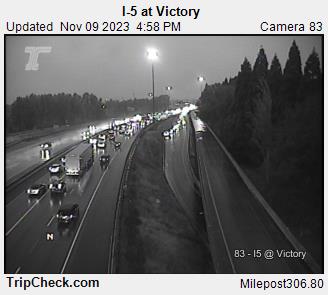 I-5 at Victory
Updated Nov 09 2023 4:58 PM Camera 83
T
N
83 - I5 @ Victory
TripCheck.com Milepost306.80